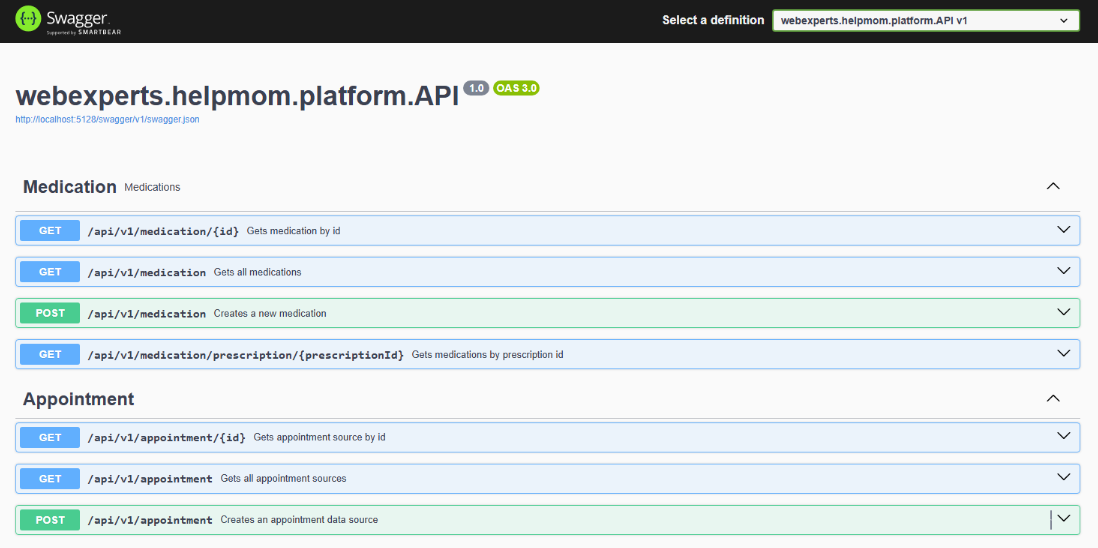 Swagger.
Supported by SMARTBEAR
Select a definition
webexperts.helpmom.platform.API v1
webexperts.helpmom.platform.API 1.0 OAS 3.0
http://localhost:5128/swagger/v1/swagger.json
Medication Medications
GET /api/v1/medication/{id} Gets medication by id
GET /api/v1/medication Gets all medications
POST /api/v1/medication Creates a new medication
GET /api/v1/medication/prescription/{prescriptionId} Gets medications by prescription id
Appointment
GET /api/v1/appointment/{id} Gets appointment source by id
GET /api/v1/appointment Gets all appointment sources
POST /api/v1/appointment Creates an appointment data source